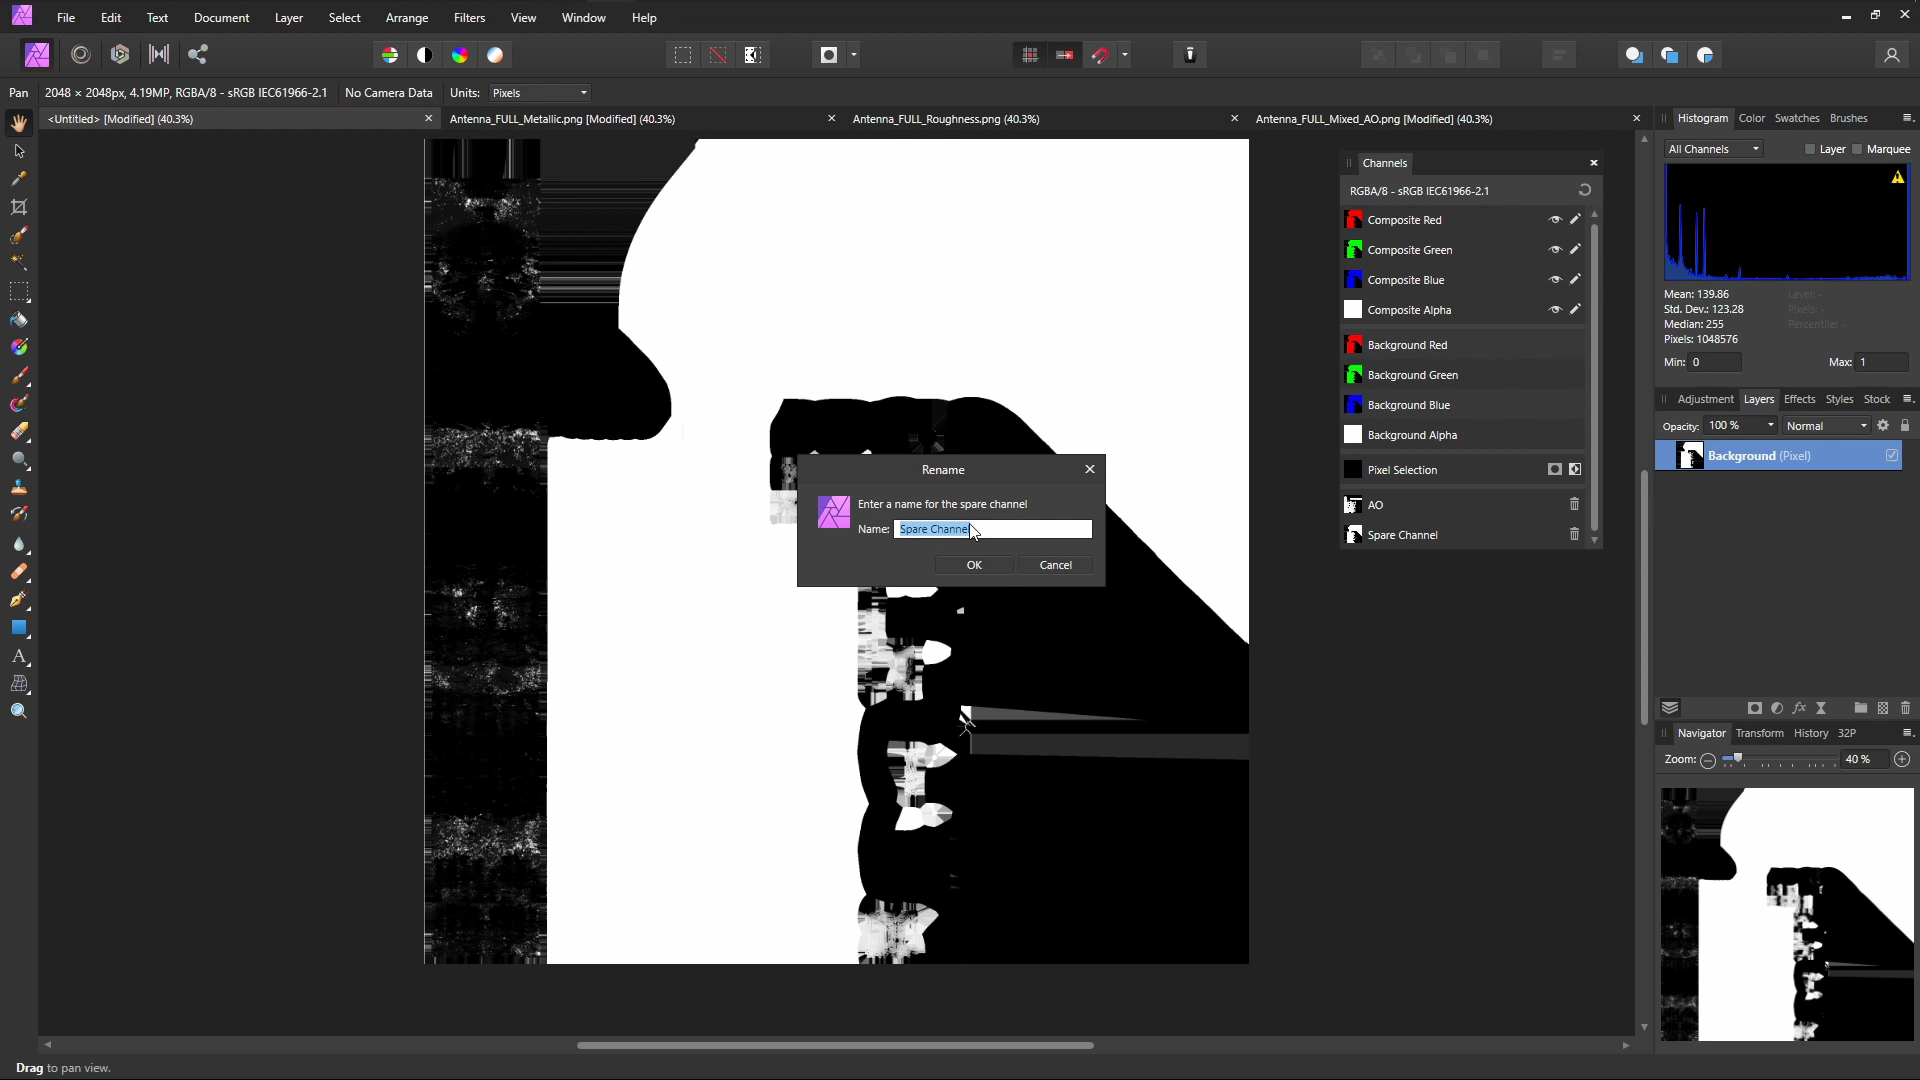 File Edit Text Document Layer Select Arrange Filters View Window Help
Pan 2048 × 2048px, 4.19MP, RGBA/8 - sRGB IEC61966-2.1 No Camera Data Units: Pixels
<Untitled> [Modified] (40.3%) Antenna_FULL_Metallic.png [Modified] (40.3%) Antenna_FULL_Roughness.png (40.3%) Antenna_FULL_Mixed_AO.png [Modified] (40.3%)
Channels
RGBA/8 - sRGB IEC61966-2.1
Composite Red
Composite Green
Composite Blue
Composite Alpha
Background Red
Background Green
Background Blue
Background Alpha
Pixel Selection
AO
Spare Channel
Rename
Enter a name for the spare channel
Name: Spare Channel
OK Cancel
Histogram Color Swatches Brushes
All Channels Layer Marquee
Mean: 139.86 Level: -
Std. Dev.: 123.28 Pixels: -
Median: 255 Percentile: -
Pixels: 1048576
Min: 0 Max: 1
Adjustment Layers Effects Styles Stock
Opacity: 100 % Normal
Background (Pixel)
fx
Navigator Transform History 32P
Zoom: 40 %
Drag to pan view.